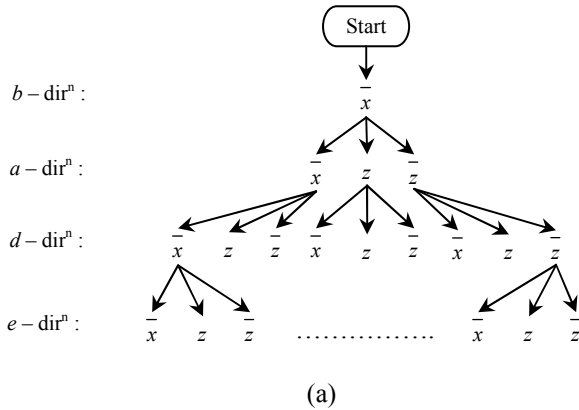 Start
b – dirⁿ : x̄
a – dirⁿ : x̄ z z̄
d – dirⁿ : x̄ z z̄ x̄ z z̄ x̄ z z̄
e – dirⁿ : x̄ z z̄ ................ x̄ z z̄
(a)